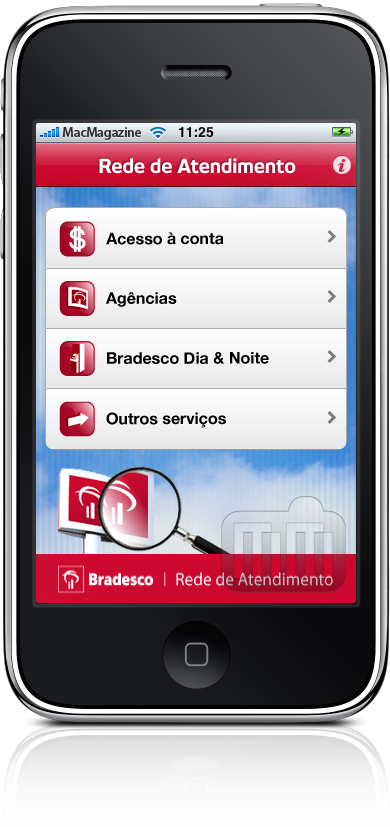 MacMagazine 11:25
Rede de Atendimento
Acesso à conta
Agências
Bradesco Dia & Noite
Outros serviços
Bradesco | Rede de Atendimento